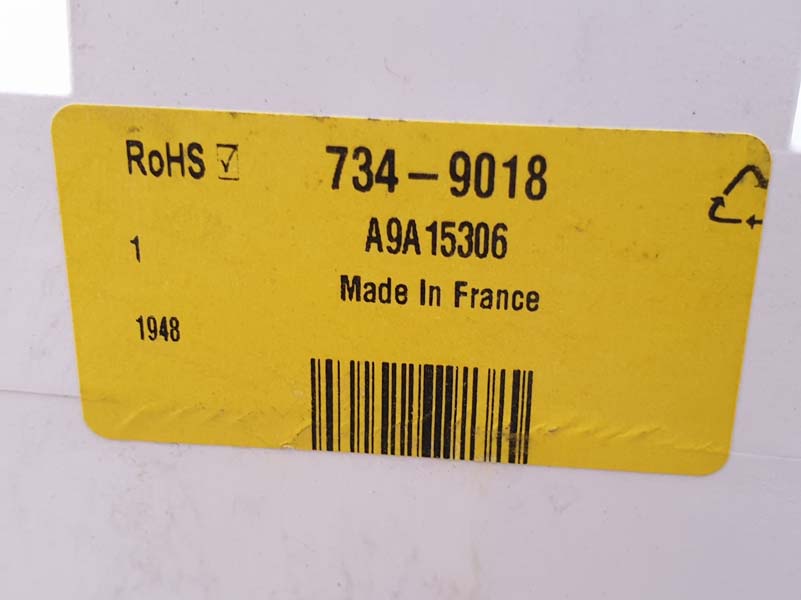 RoHS 734-9018
A9A15306
1
Made In France
1948